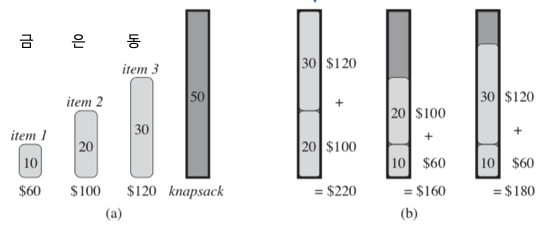 금 은 동
item 1
10
$60
item 2
20
$100
item 3
30
$120
50
knapsack
(a)
30 $120
+
20 $100
= $220
20 $100
+
10 $60
= $160
30 $120
+
10 $60
= $180
(b)